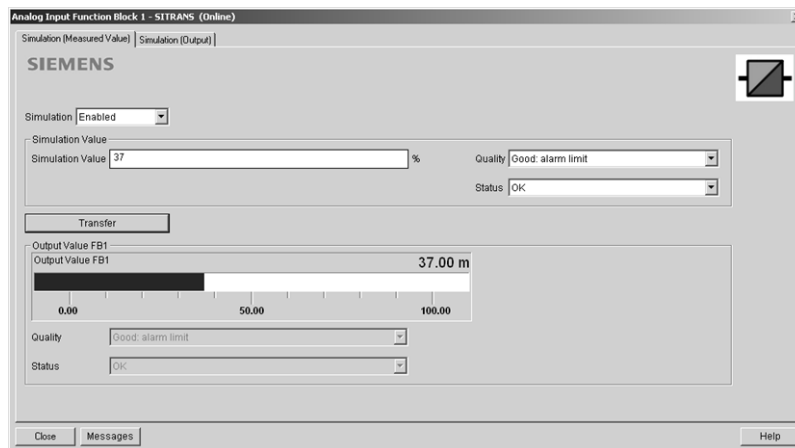 Analog Input Function Block 1 - SITRANS (Online)
Simulation (Measured Value) Simulation (Output)
SIEMENS
Simulation Enabled
Simulation Value
Simulation Value 37 % Quality Good: alarm limit
Status OK
Transfer
Output Value FB1
Output Value FB1 37.00 m
0.00 50.00 100.00
Quality Good: alarm limit
Status OK
Close Messages Help